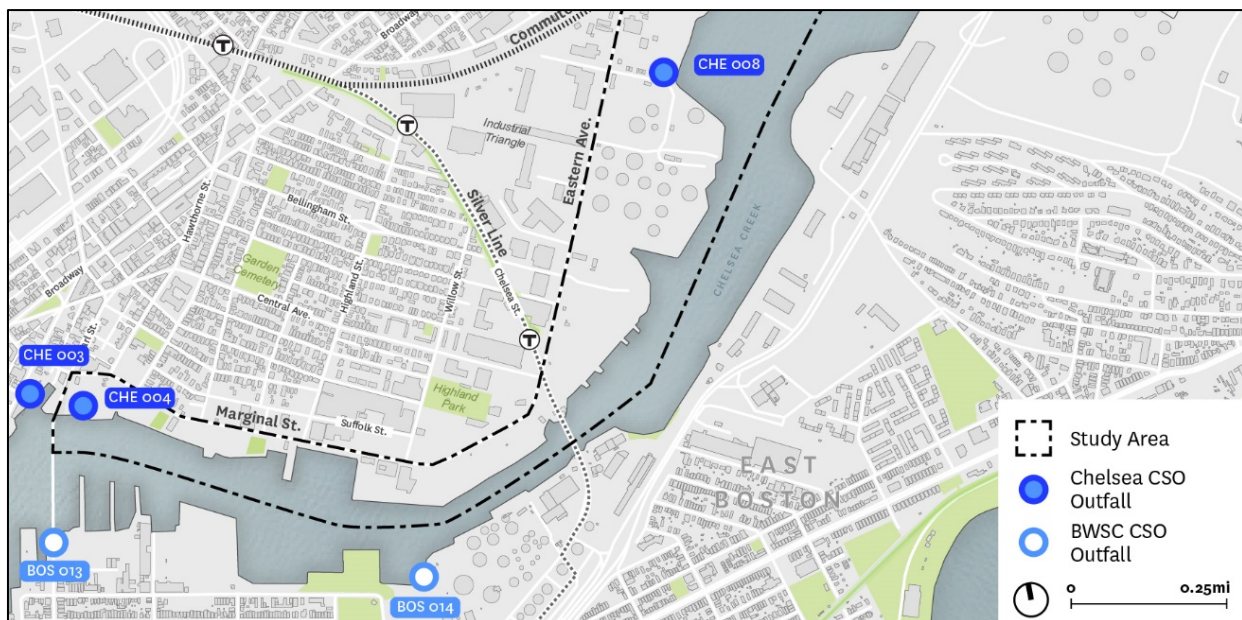 Broadway
Commute
T
CHE 008
T
Industrial
Triangle
Eastern Ave.
Hawthorne St.
Bellingham St.
Silver Line
CHELSEA CREEK
Garden
Cemetery
Highland St.
Willow St.
Chelsea St.
Broadway
Central Ave.
T
CHE 003
CHE 004
Marginal St.
Highland
Park
Suffolk St.
EAST
BOSTON
BOS 013
BOS 014
Study Area
Chelsea CSO
Outfall
BWSC CSO
Outfall
0
0.25mi